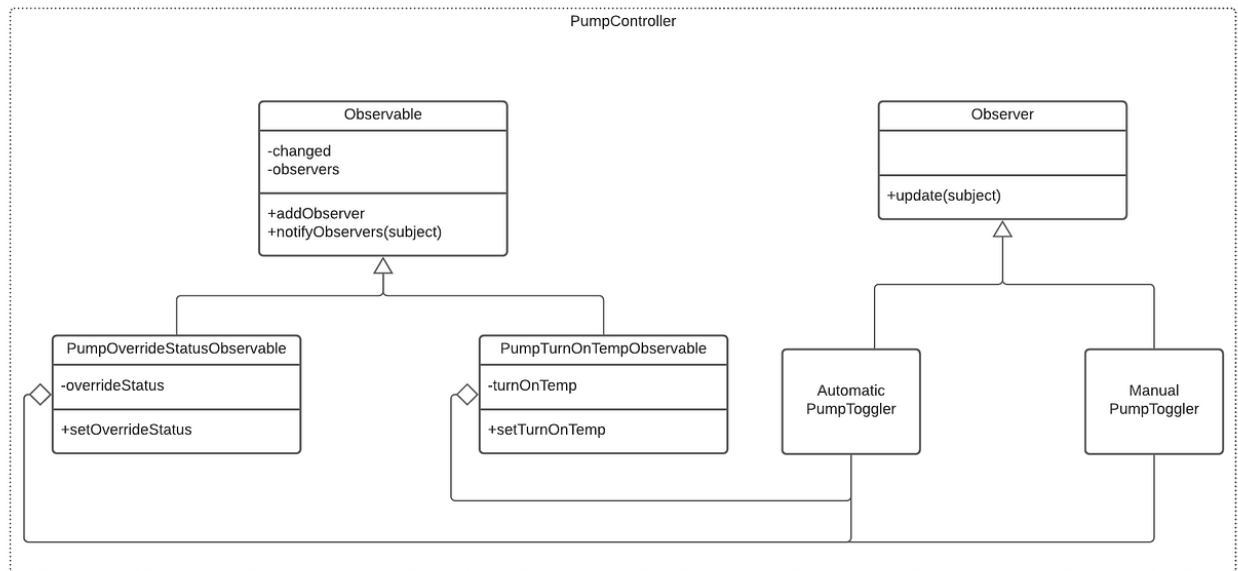 PumpController
Observable
-changed
-observers
+addObserver
+notifyObservers(subject)
Observer
+update(subject)
PumpOverrideStatusObservable
-overrideStatus
+setOverrideStatus
PumpTurnOnTempObservable
-turnOnTemp
+setTurnOnTemp
Automatic
PumpToggler
Manual
PumpToggler